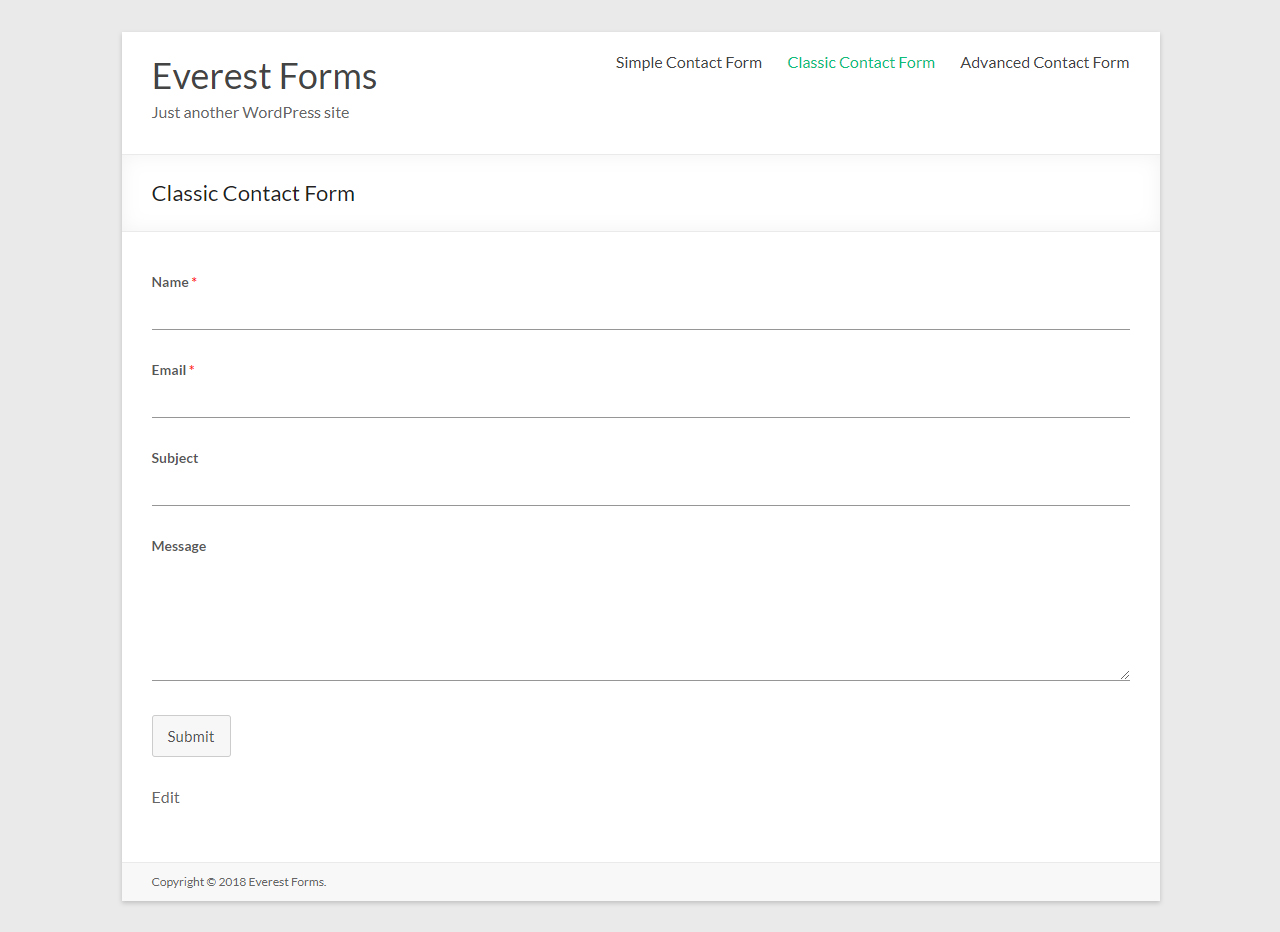 Everest Forms
Just another WordPress site
Simple Contact Form
Classic Contact Form
Advanced Contact Form
Classic Contact Form
Name *
Email *
Subject
Message
Submit
Edit
Copyright © 2018 Everest Forms.